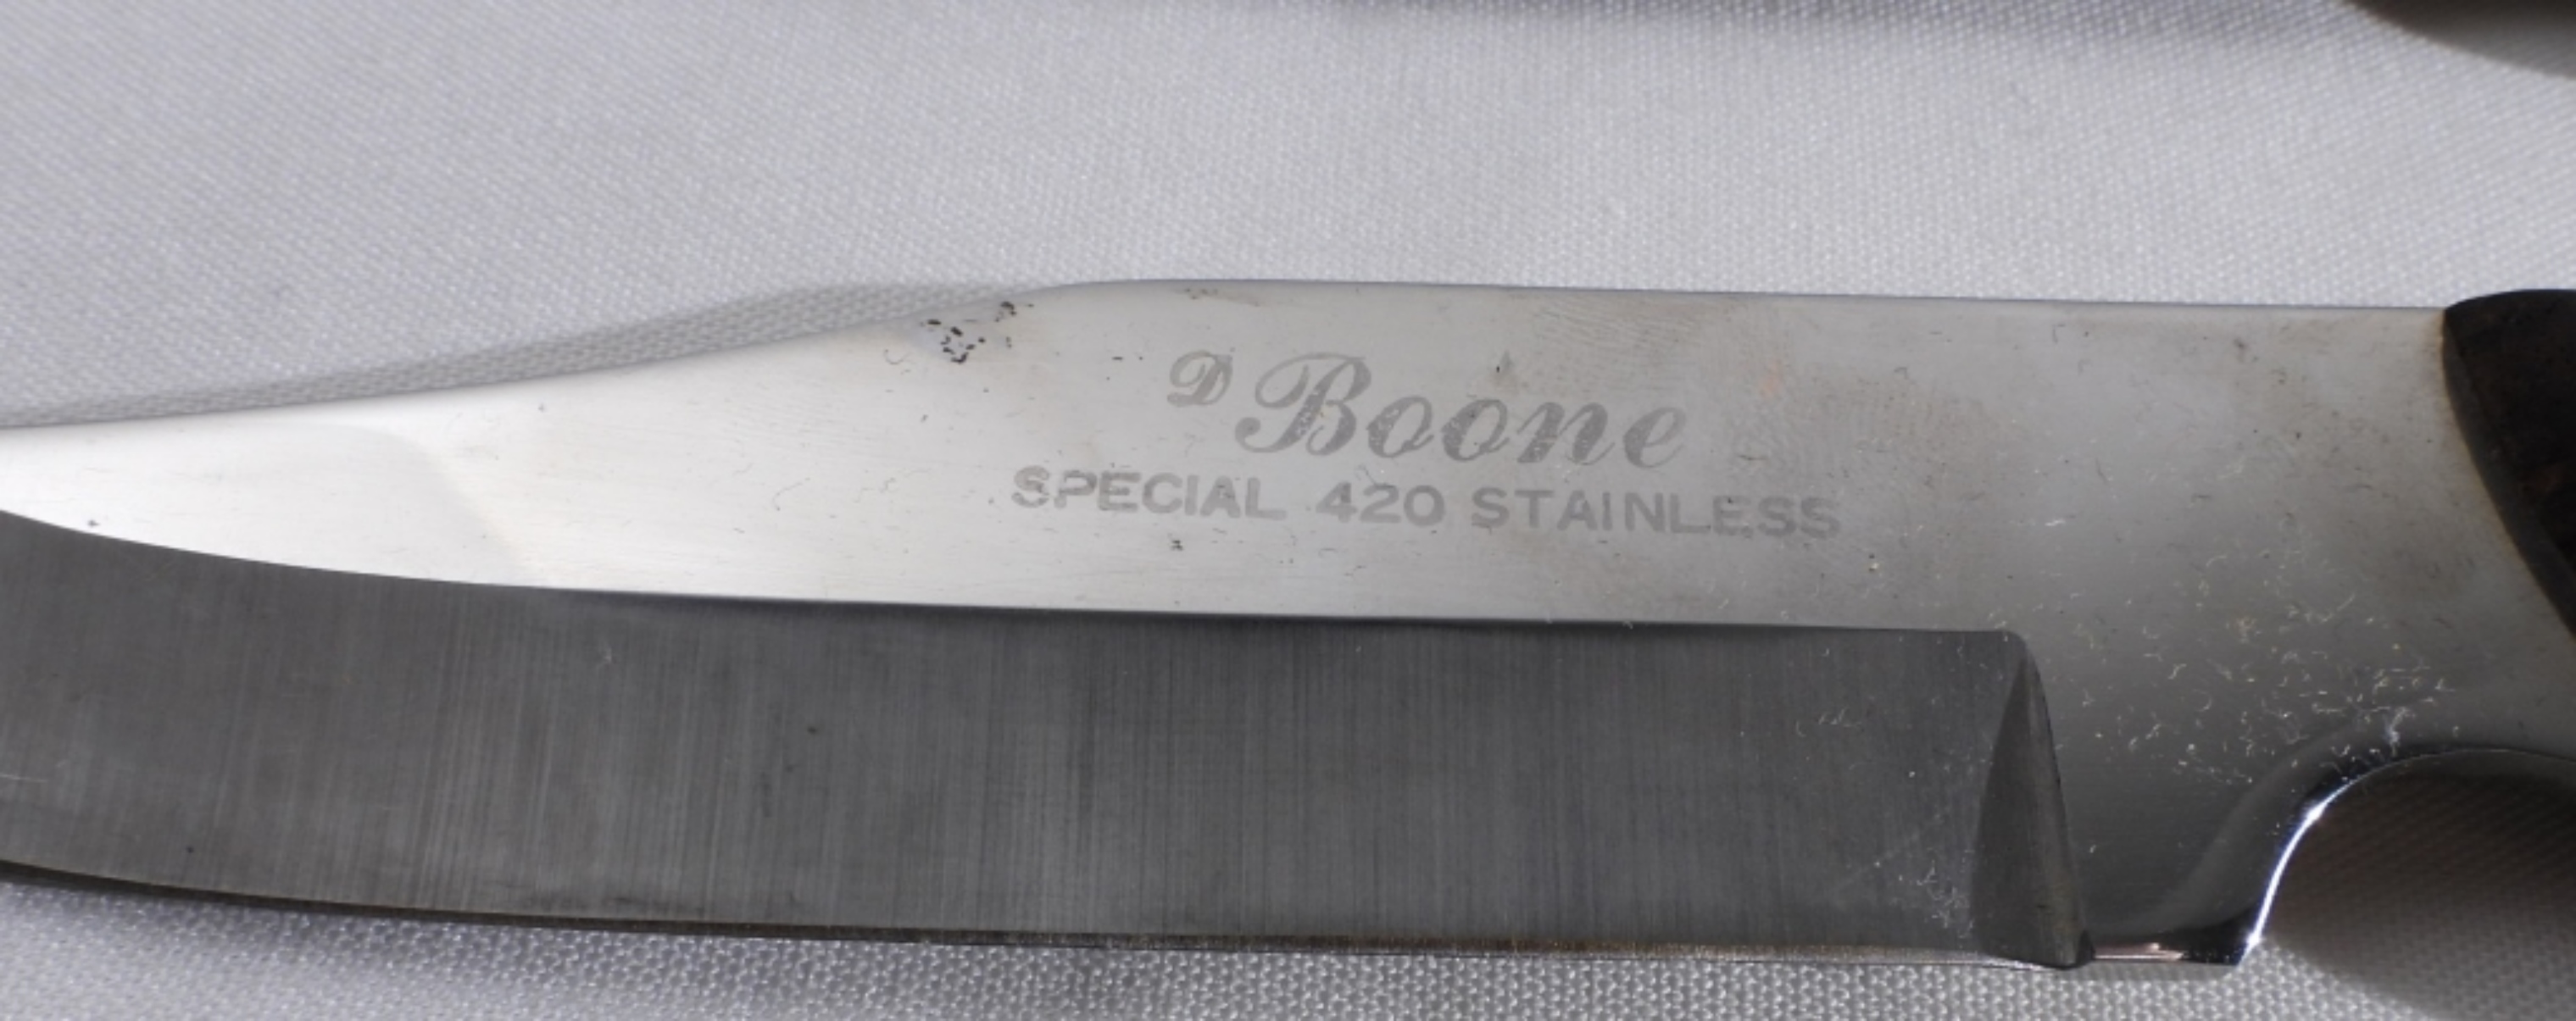 D Boone
SPECIAL 420 STAINLESS